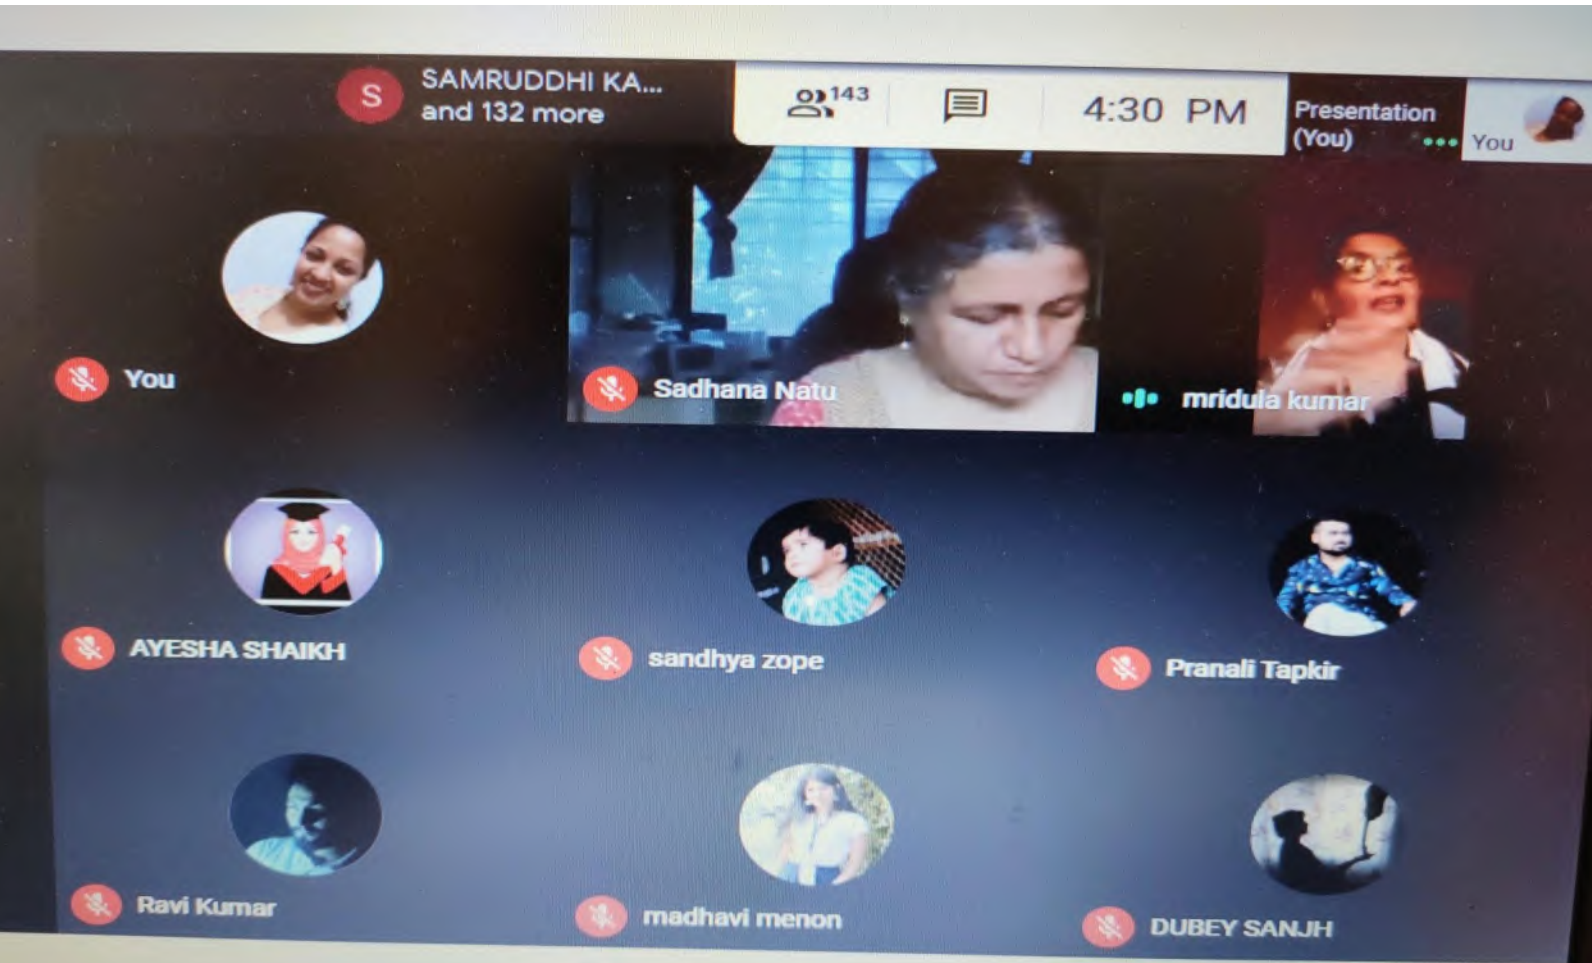 S
SAMRUDDHI KA...
and 132 more
143
4:30 PM
Presentation
(You)
You
You
Sadhana Natu
mridula kumar
AYESHA SHAIKH
sandhya zope
Pranali Tapkir
Ravi Kumar
madhavi menon
DUBEY SANJH